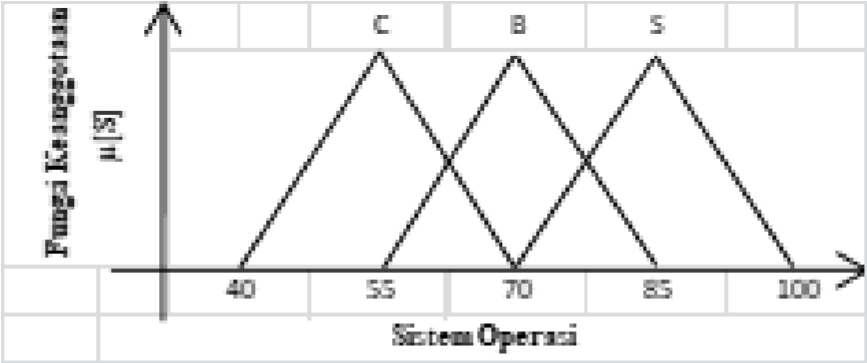 Fungsi Keanggotaan
μ[S]
C B S
40 55 70 85 100
Sistem Operasi